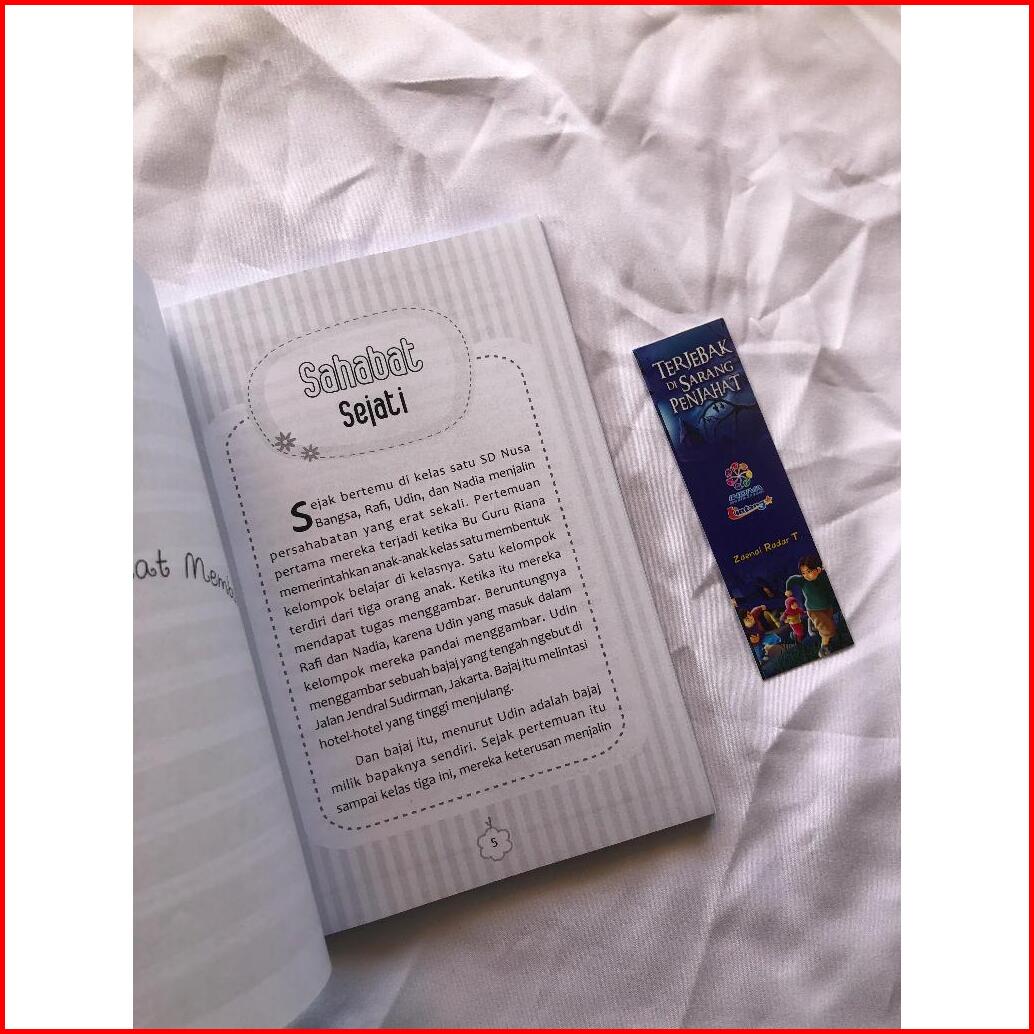 at Memb
Sahabat
Sejati
Sejak bertemu di kelas satu SD Nusa
Bangsa, Rafi, Udin, dan Nadia menjalin
persahabatan yang erat sekali. Pertemuan
pertama mereka terjadi ketika Bu Guru Riana
memerintahkan anak-anak kelas satu membentuk
kelompok belajar di kelasnya. Satu kelompok
terdiri dari tiga orang anak. Ketika itu mereka
mendapat tugas menggambar. Beruntungnya
Rafi dan Nadia, karena Udin yang masuk dalam
kelompok mereka pandai menggambar. Udin
menggambar sebuah bajaj yang tengah ngebut di
Jalan Jendral Sudirman, Jakarta. Bajaj itu melintasi
hotel-hotel yang tinggi menjulang.
Dan bajaj itu, menurut Udin adalah bajaj
milik bapaknya sendiri. Sejak pertemuan itu
sampai kelas tiga ini, mereka keterusan menjalin
5
TERJEBAK
DI SARANG
PENJAHAT
Lintang
Zaenal Radar T